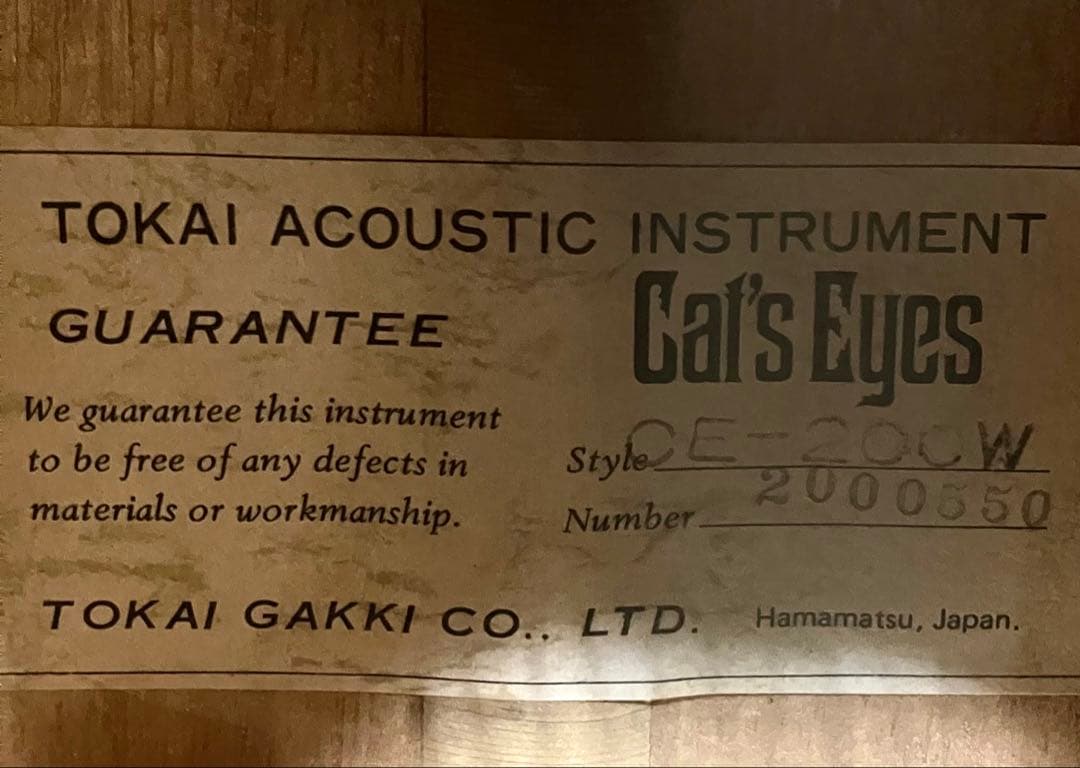 TOKAI ACOUSTIC INSTRUMENT
GUARANTEE
Cat's Eyes
We guarantee this instrument
to be free of any defects in
materials or workmanship.
Style CE-200W
Number 2000550
TOKAI GAKKI CO., LTD. Hamamatsu, Japan.